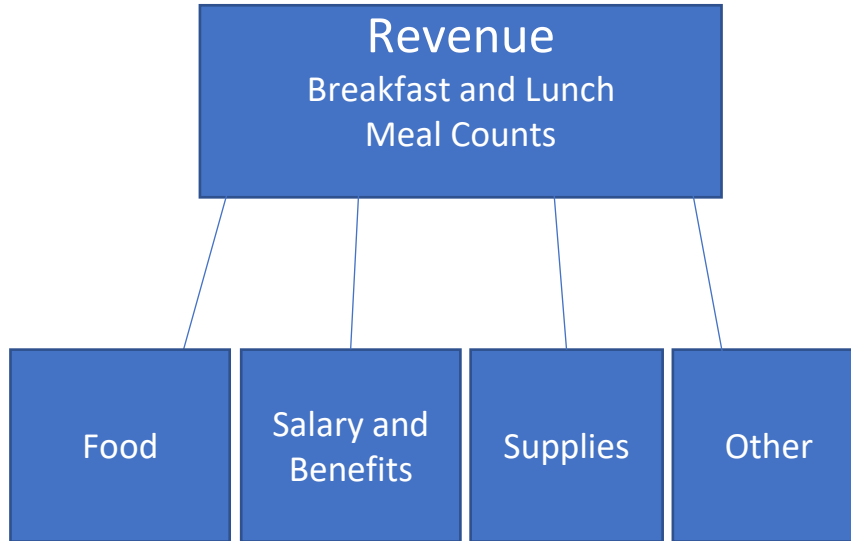 Revenue
Breakfast and Lunch
Meal Counts
Food
Salary and
Benefits
Supplies
Other